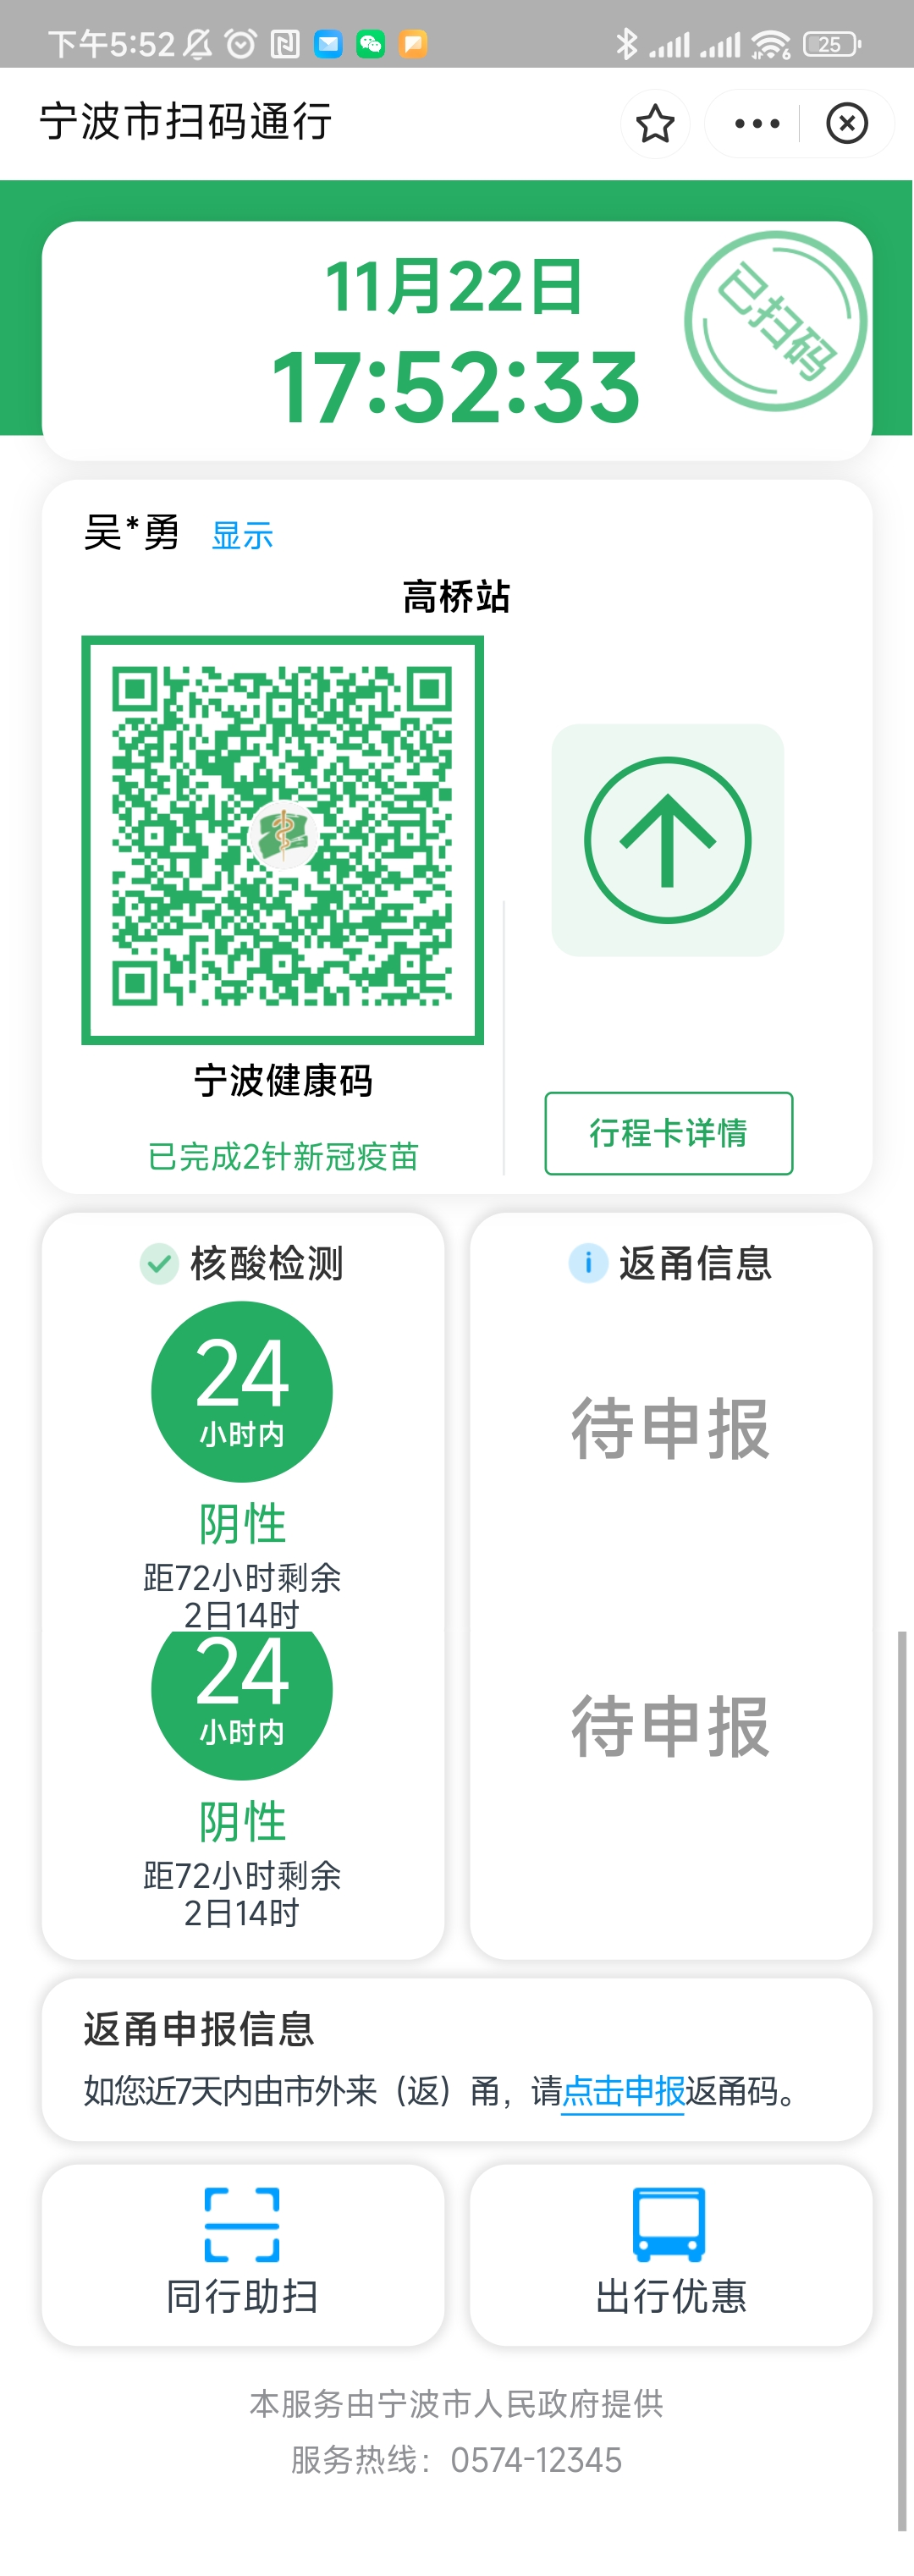 下午5:52
25
宁波市扫码通行
11月22日
17:52:33
已扫码
吴*勇 显示
高桥站
宁波健康码
已完成2针新冠疫苗
行程卡详情
核酸检测
24
小时内
阴性
距72小时剩余
2日14时
返甬信息
待申报
24
小时内
阴性
距72小时剩余
2日14时
待申报
返甬申报信息
如您近7天内由市外来（返）甬，请点击申报返甬码。
同行助扫
出行优惠
本服务由宁波市人民政府提供
服务热线：0574-12345